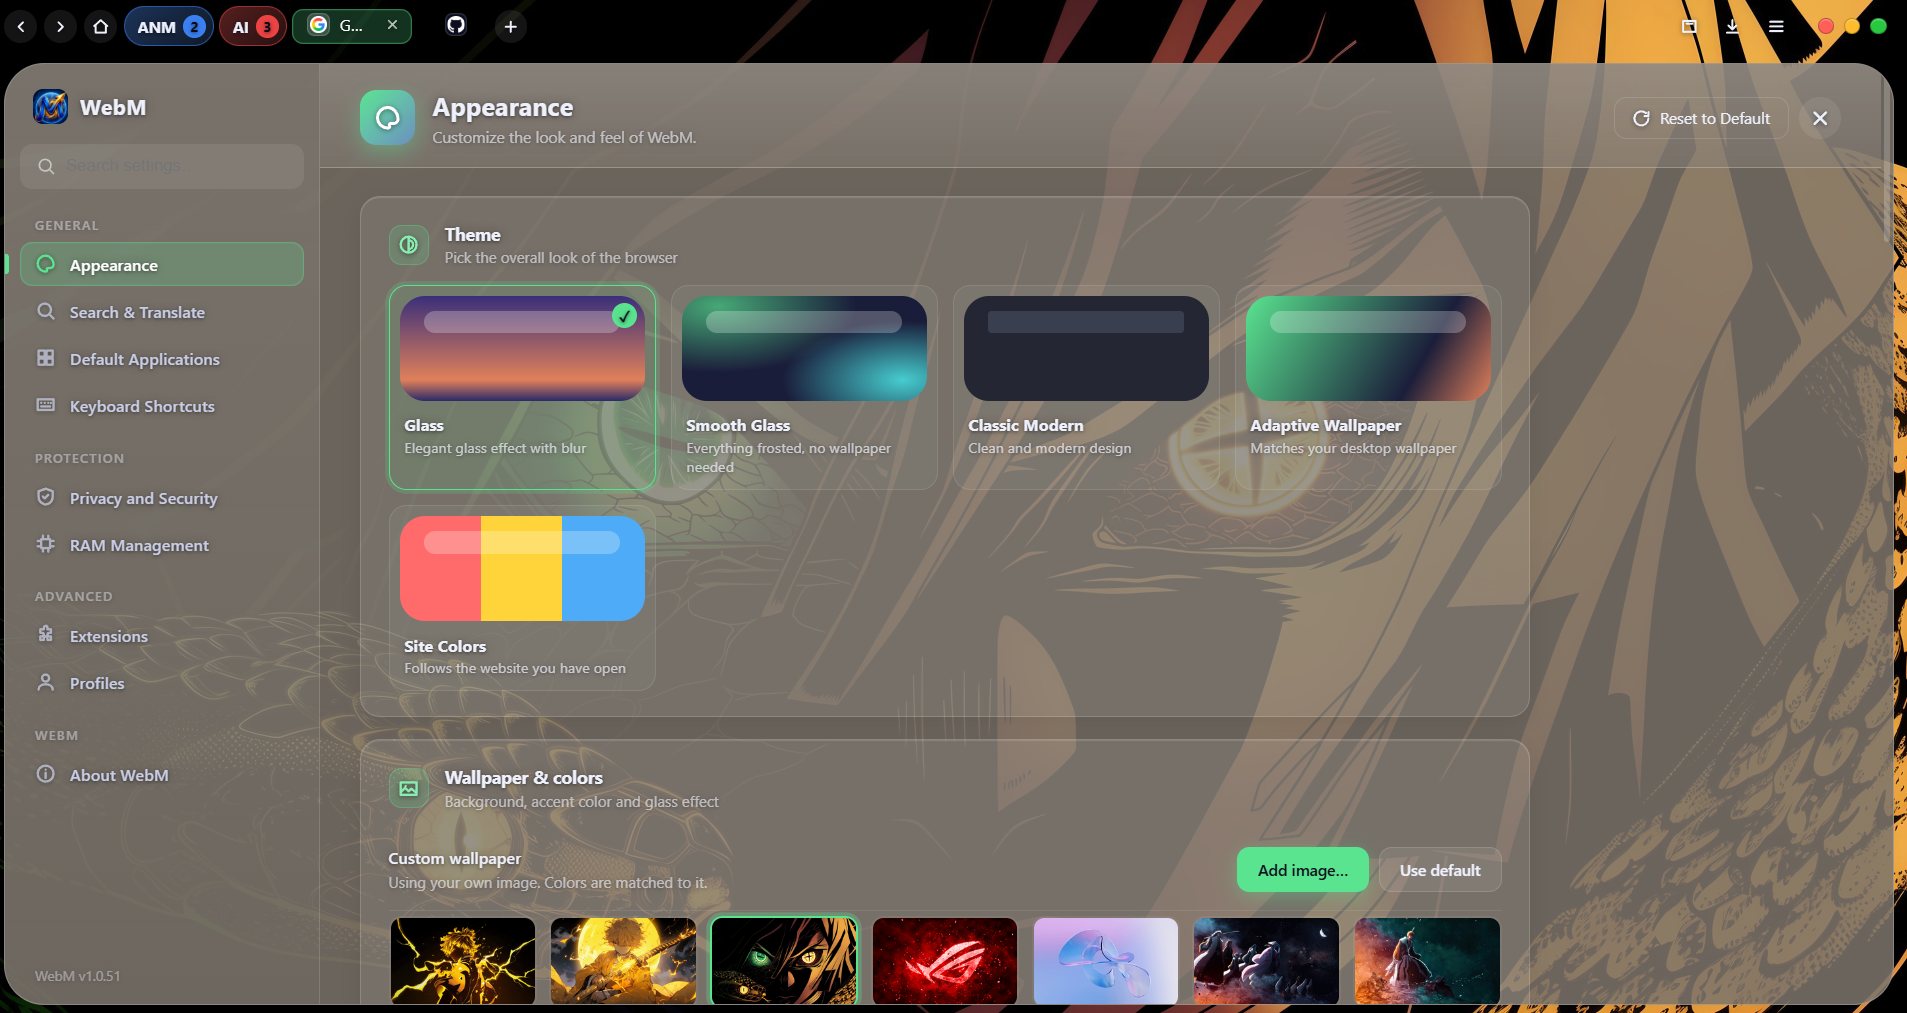 ANM 2
AI 3
G...
WebM
Search settings...
GENERAL
Appearance
Search & Translate
Default Applications
Keyboard Shortcuts
PROTECTION
Privacy and Security
RAM Management
ADVANCED
Extensions
Profiles
WEBM
About WebM
WebM v1.0.51
Appearance
Customize the look and feel of WebM.
Reset to Default
Theme
Pick the overall look of the browser
Glass
Elegant glass effect with blur
Smooth Glass
Everything frosted, no wallpaper
needed
Classic Modern
Clean and modern design
Adaptive Wallpaper
Matches your desktop wallpaper
Site Colors
Follows the website you have open
Wallpaper & colors
Background, accent color and glass effect
Custom wallpaper
Using your own image. Colors are matched to it.
Add image...
Use default